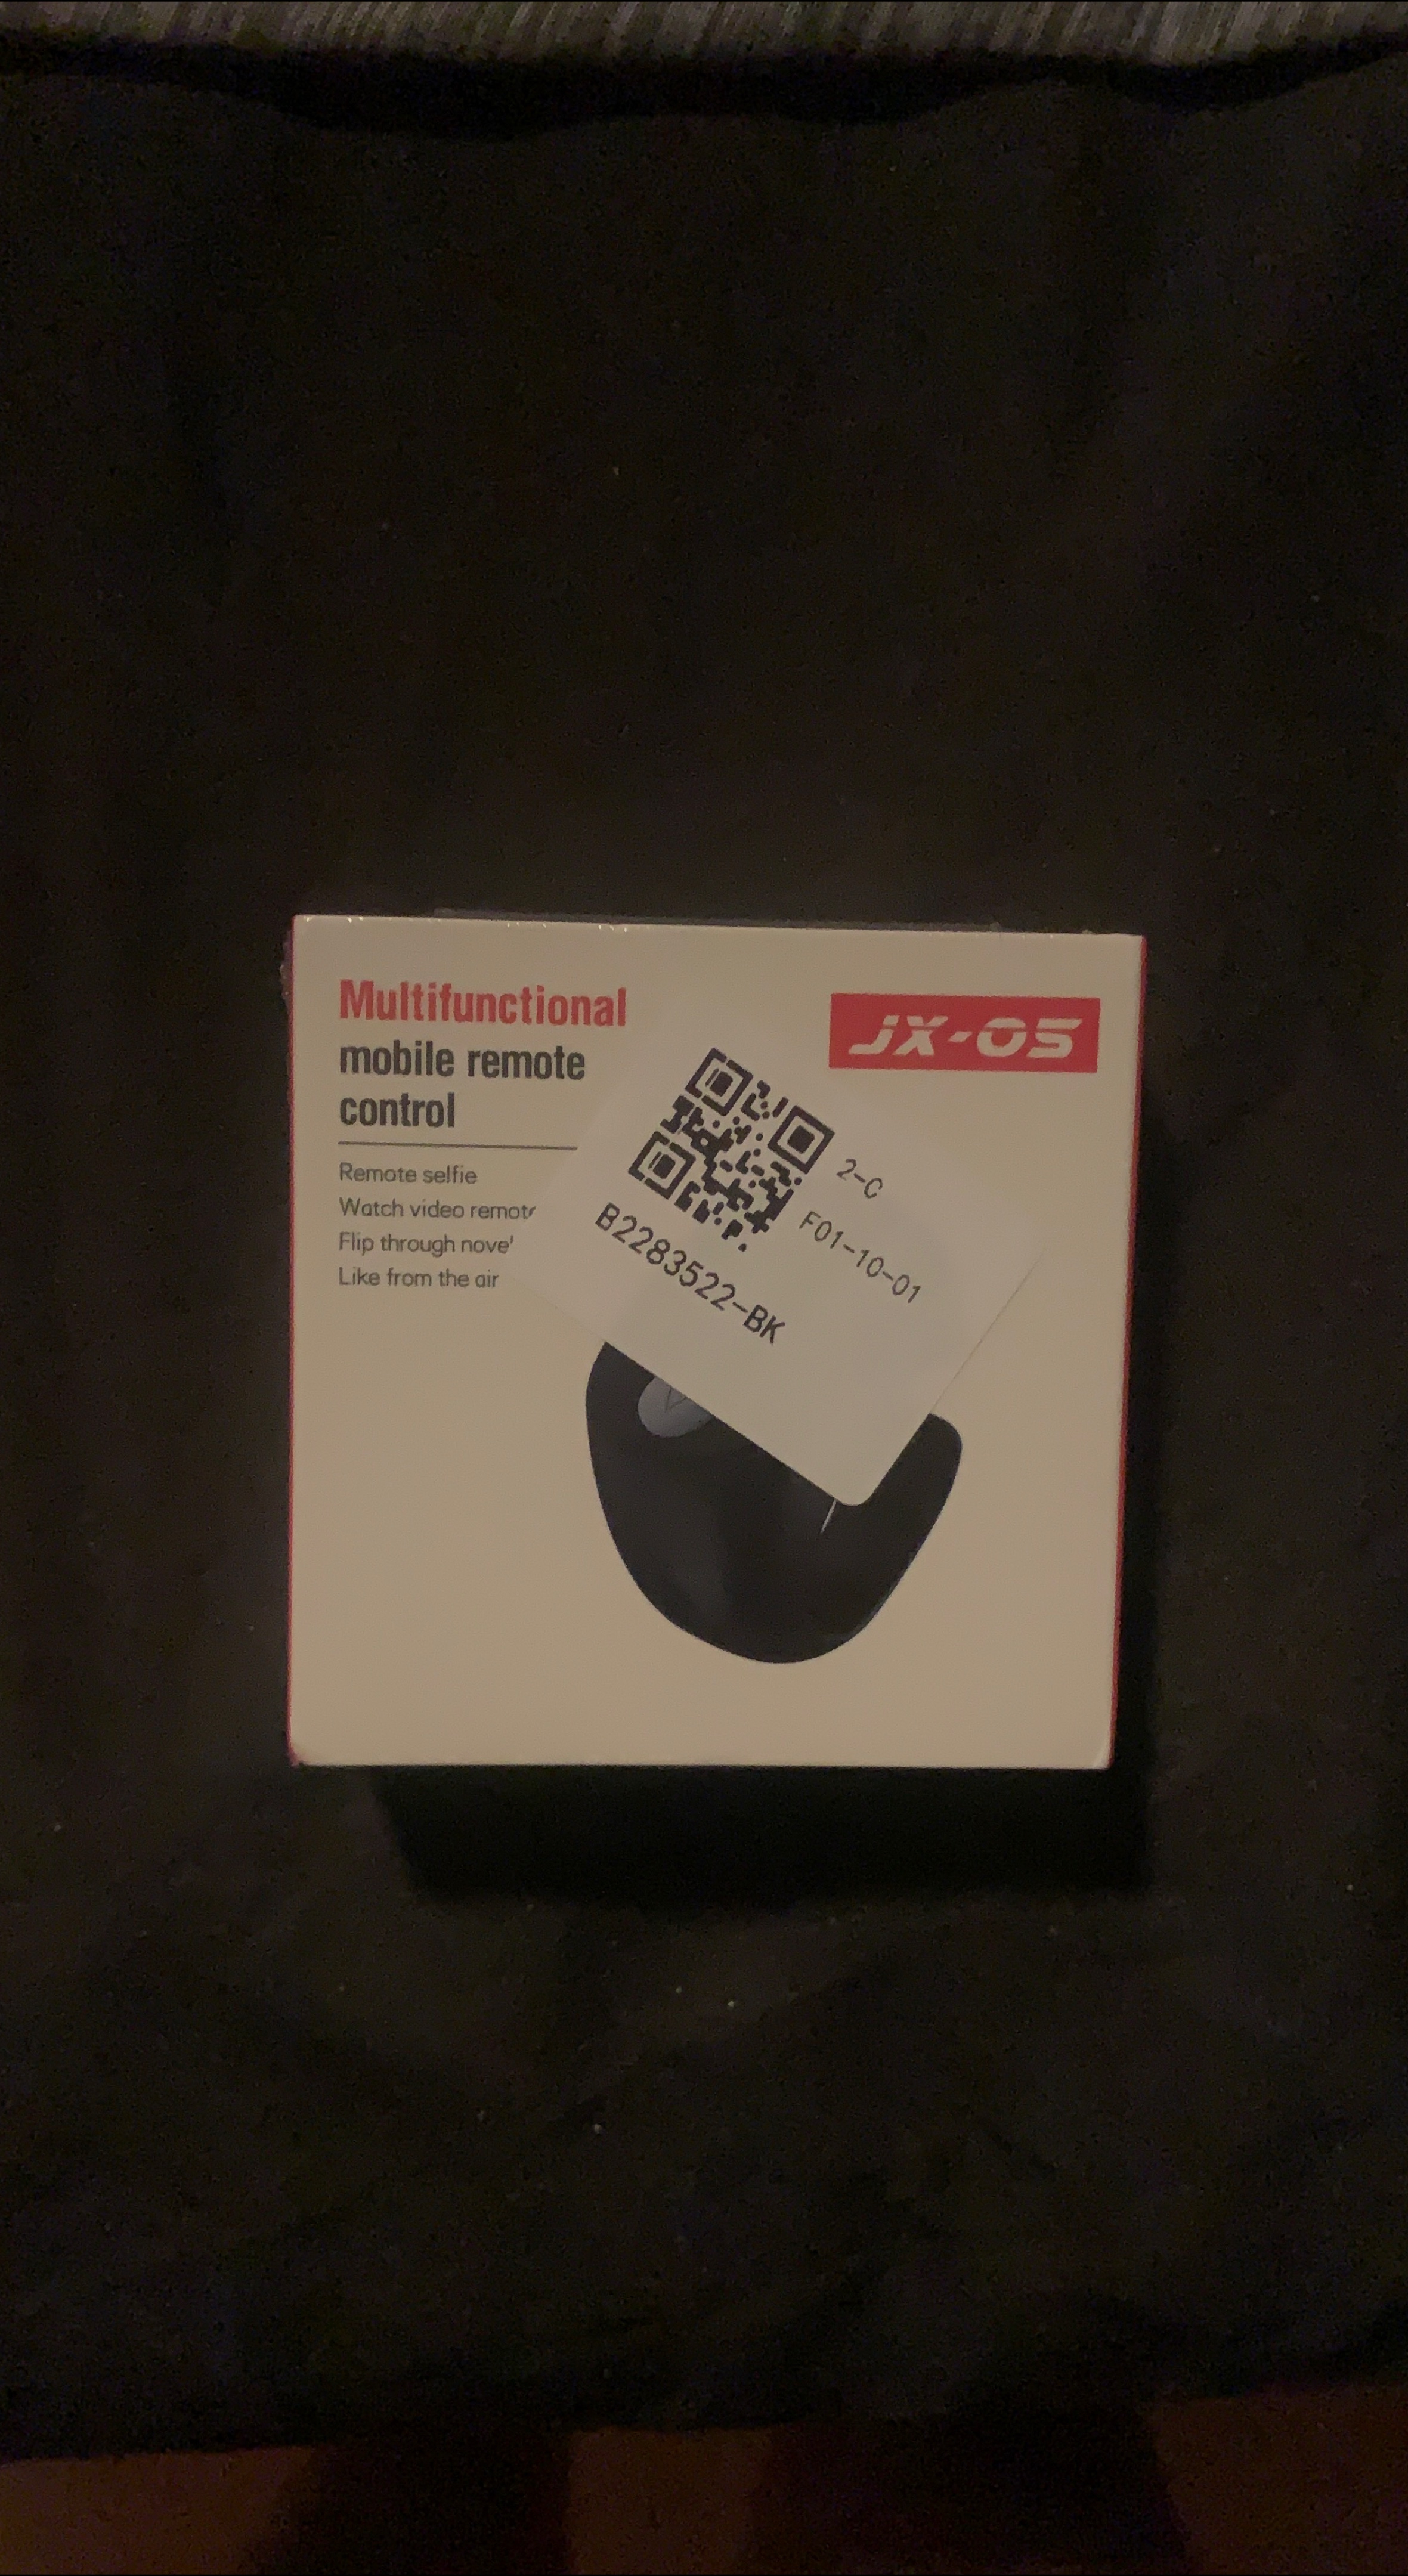 Multifunctional
mobile remote
control
JX-05
Remote selfie
Watch video
Flip through
Like from the air
2-C
F01-10-01
B2283522-BK